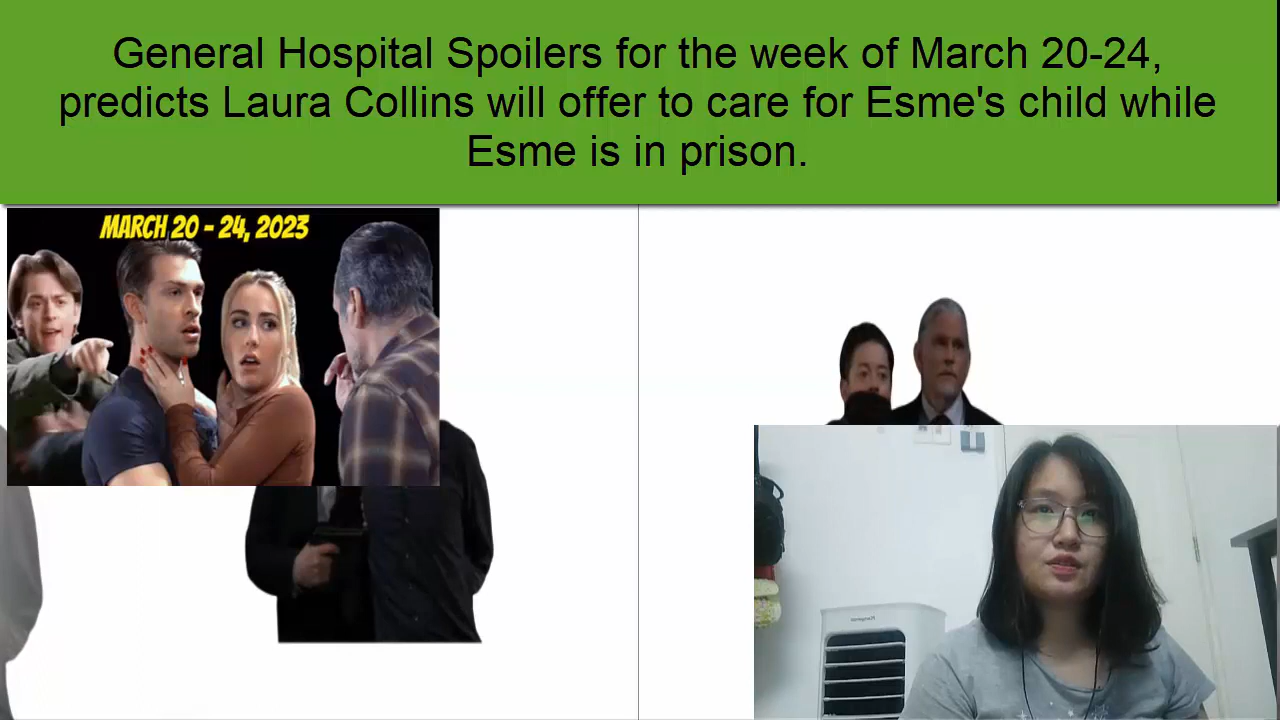 General Hospital Spoilers for the week of March 20-24,
predicts Laura Collins will offer to care for Esme's child while
Esme is in prison.
MARCH 20 - 24, 2023